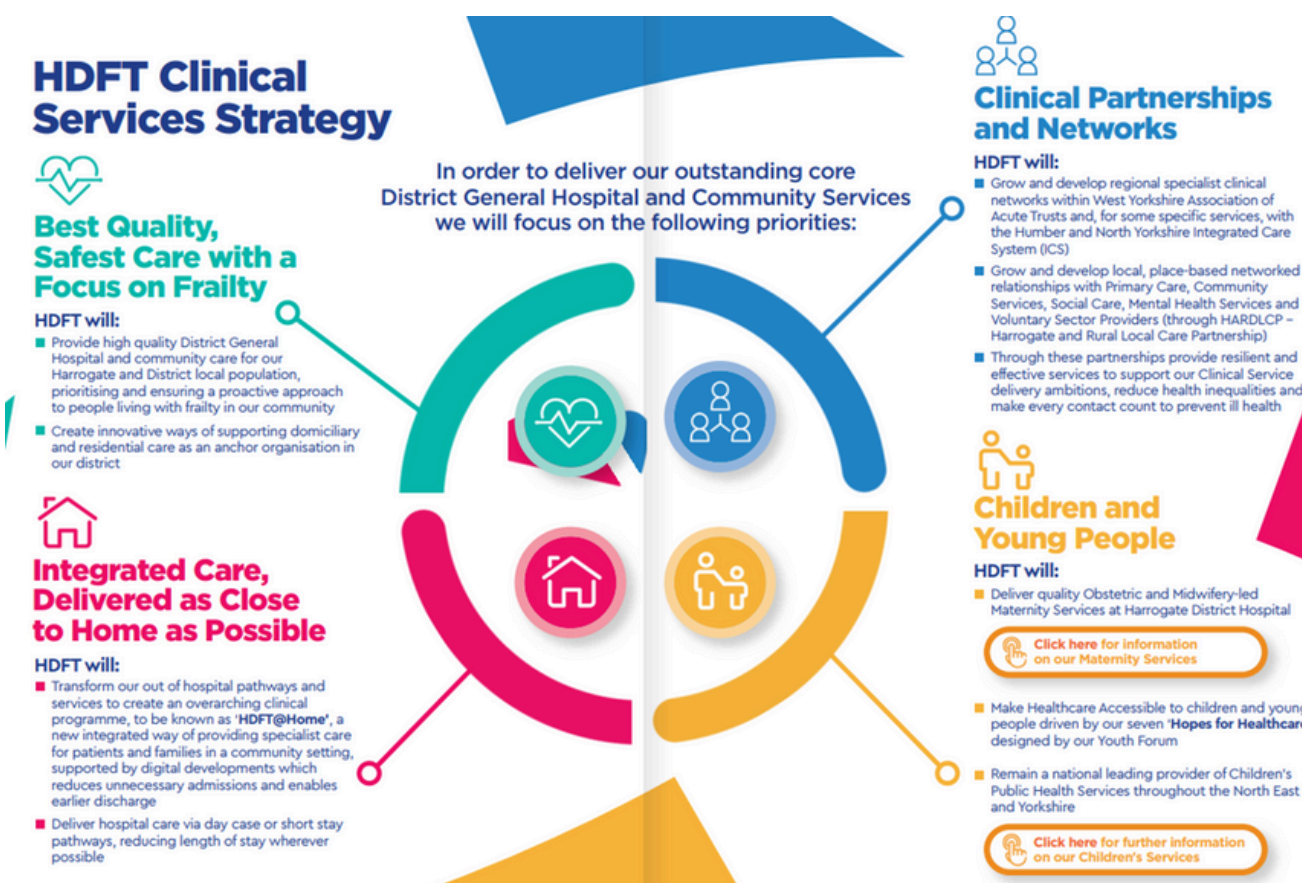 HDFT Clinical
Services Strategy
Best Quality,
Safest Care with a
Focus on Frailty
HDFT will:
Provide high quality District General
Hospital and community care for our
Harrogate and District local population,
prioritising and ensuring a proactive approach
to people living with frailty in our community
Create innovative ways of supporting domiciliary
and residential care as an anchor organisation in
our district
Integrated Care,
Delivered as Close
to Home as Possible
HDFT will:
Transform our out of hospital pathways and
services to create an overarching clinical
programme, to be known as 'HDFT@Home', a
new integrated way of providing specialist care
for patients and families in a community setting,
supported by digital developments which
reduces unnecessary admissions and enables
earlier discharge
Deliver hospital care via day case or short stay
pathways, reducing length of stay wherever
possible
In order to deliver our outstanding core
District General Hospital and Community Services
we will focus on the following priorities:
Clinical Partnerships
and Networks
HDFT will:
Grow and develop regional specialist clinical
networks within West Yorkshire Association of
Acute Trusts and, for some specific services, with
the Humber and North Yorkshire Integrated Care
System (ICS)
Grow and develop local, place-based networked
relationships with Primary Care, Community
Services, Social Care, Mental Health Services and
Voluntary Sector Providers (through HARDLCP –
Harrogate and Rural Local Care Partnership)
Through these partnerships provide resilient and
effective services to support our Clinical Service
delivery ambitions, reduce health inequalities and
make every contact count to prevent ill health
Children and
Young People
HDFT will:
Deliver quality Obstetric and Midwifery-led
Maternity Services at Harrogate District Hospital
Click here for information
on our Maternity Services
Make Healthcare Accessible to children and young
people driven by our seven 'Hopes for Healthcare
designed by our Youth Forum
Remain a national leading provider of Children's
Public Health Services throughout the North East
and Yorkshire
Click here for further information
on our Children's Services